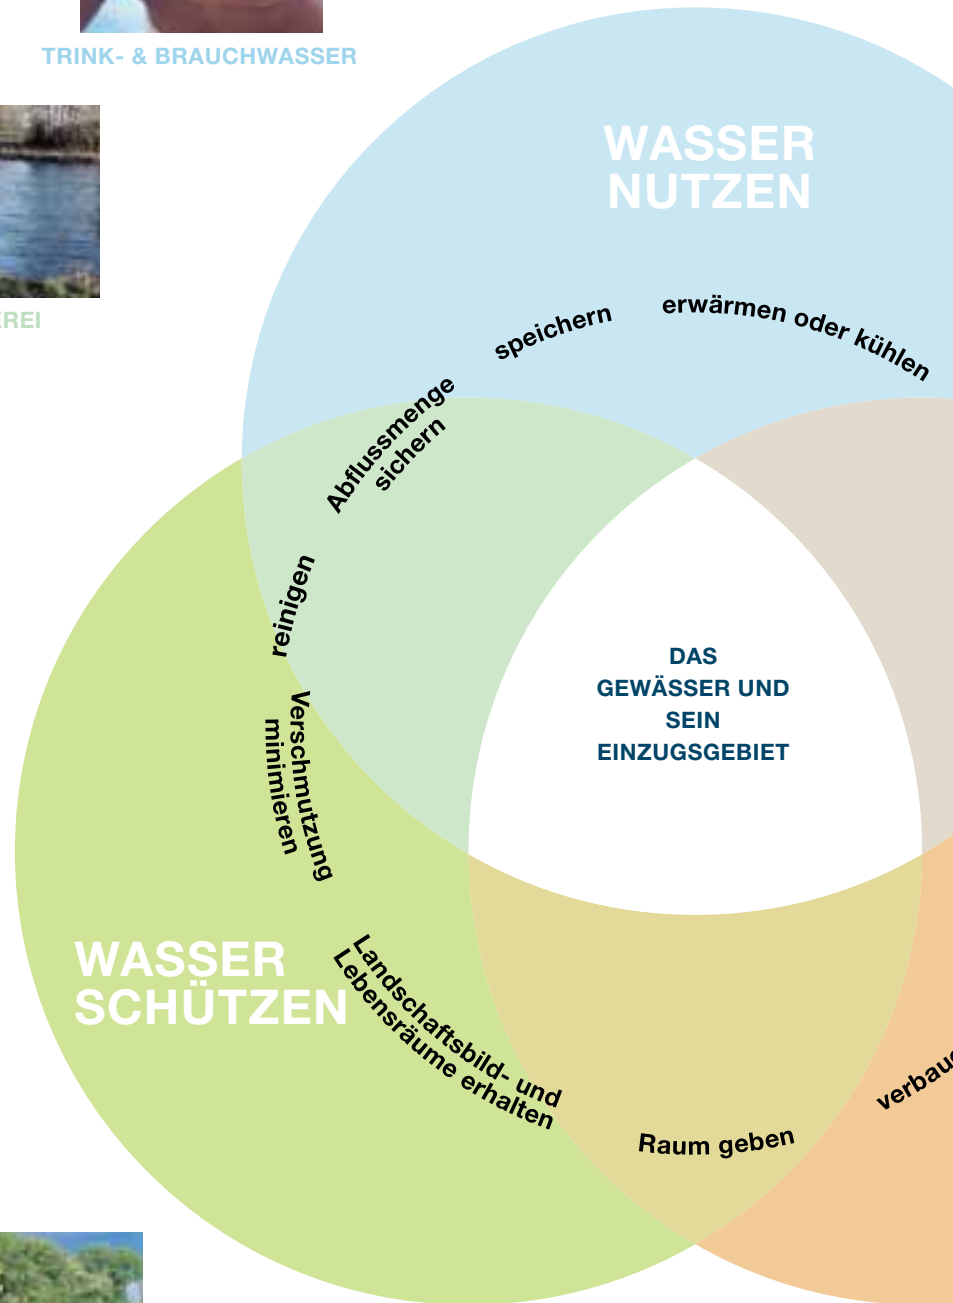 TRINK- & BRAUCHWASSER
WASSER
NUTZEN
EREI
speichern
erwärmen oder kühlen
Abflussmenge
sichern
reinigen
DAS
GEWÄSSER UND
SEIN
EINZUGSGEBIET
Verschmutzung
minimieren
WASSER
SCHÜTZEN
Landschaftsbild- und
Lebensräume erhalten
Raum geben